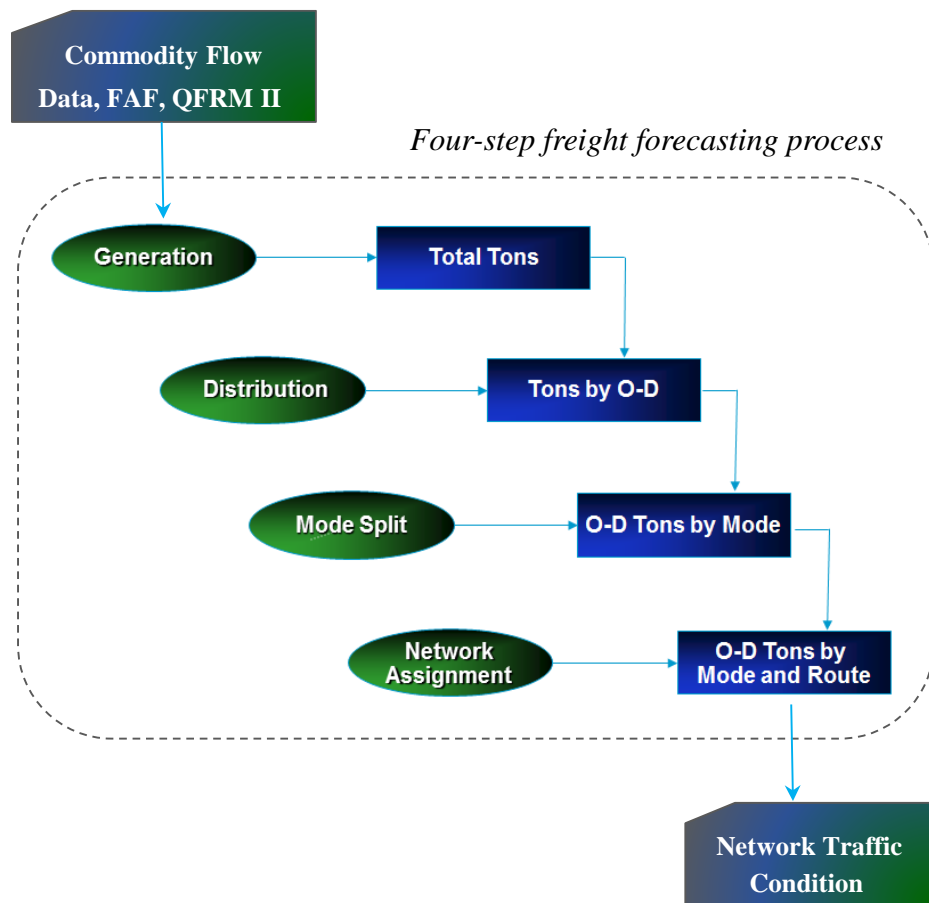 Commodity Flow
Data, FAF, QFRM II
Four-step freight forecasting process
Generation
Total Tons
Distribution
Tons by O-D
Mode Split
O-D Tons by Mode
Network
Assignment
O-D Tons by
Mode and Route
Network Traffic
Condition